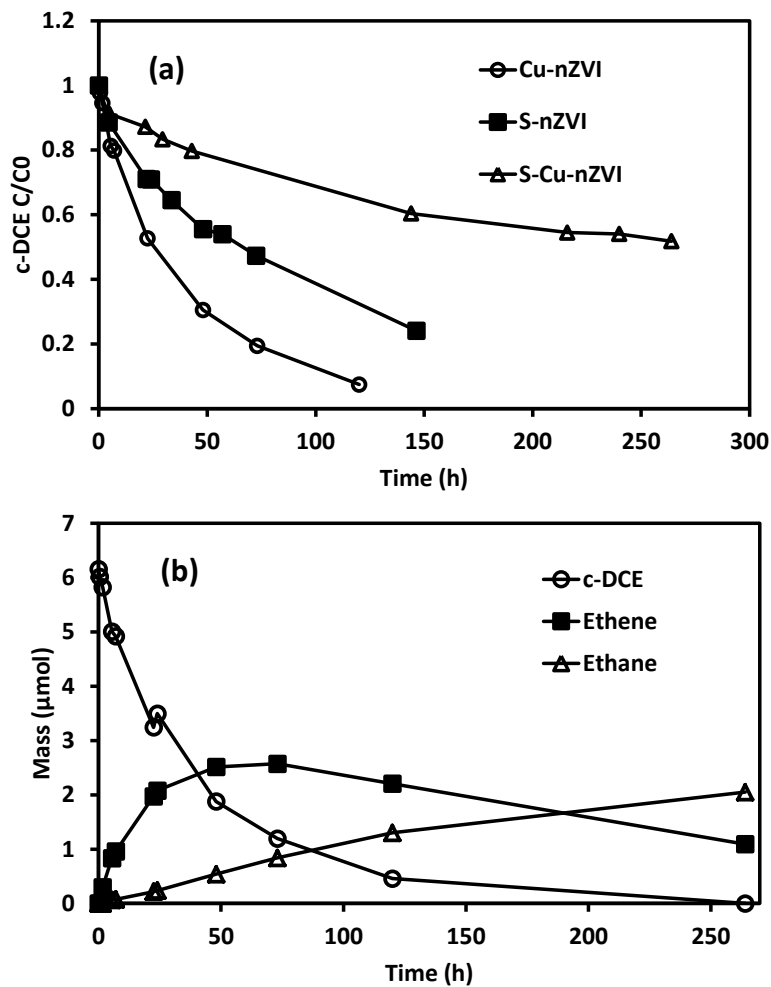 (a)
Cu-nZVI
S-nZVI
S-Cu-nZVI
c-DCE C/C0
1.2
1
0.8
0.6
0.4
0.2
0
0 50 100 150 200 250 300
Time (h)
(b)
c-DCE
Ethene
Ethane
Mass (µmol)
7
6
5
4
3
2
1
0
0 50 100 150 200 250
Time (h)